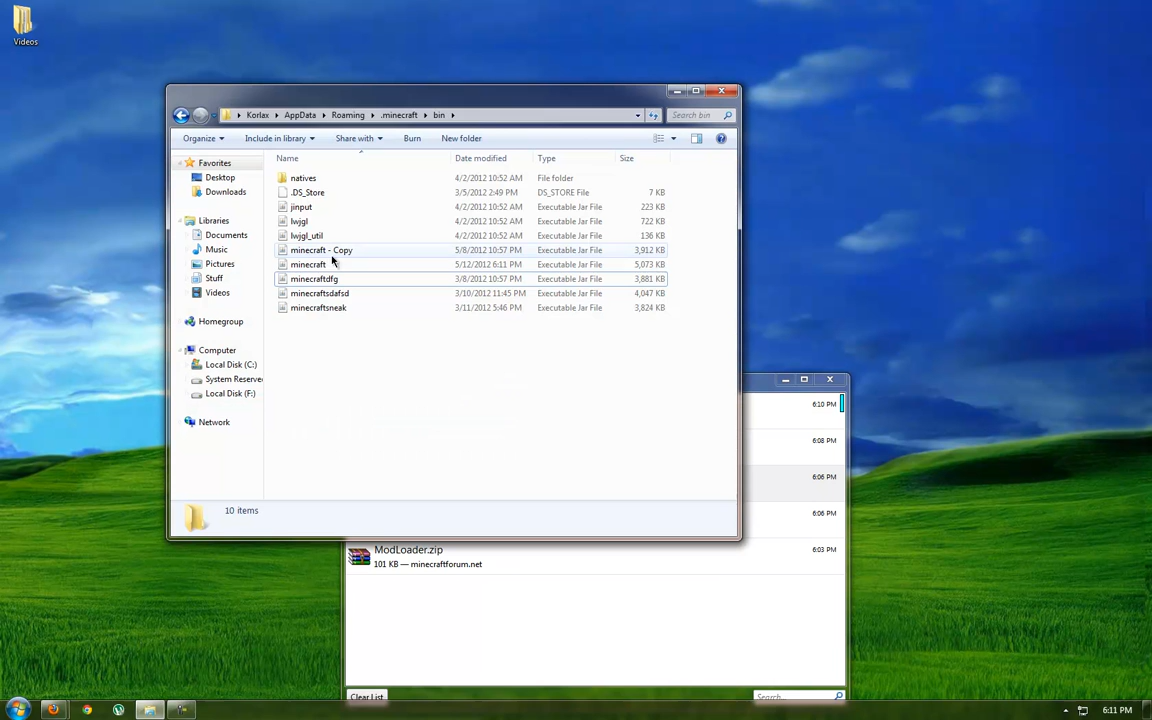 Videos
Korlax
AppData
Roaming
.minecraft
bin
Search bin
Organize
Include in library
Share with
Burn
New folder
Name
Date modified
Type
Size
Favorites
Desktop
Downloads
Libraries
Documents
Music
Pictures
Stuff
Videos
Homegroup
Computer
Local Disk (C:)
System Reserve
Local Disk (F:)
Network
natives 4/2/2012 10:52 AM File folder
.DS_Store 3/5/2012 2:49 PM DS_STORE File 7 KB
jinput 4/2/2012 10:52 AM Executable Jar File 223 KB
lwjgl 4/2/2012 10:52 AM Executable Jar File 722 KB
lwjgl_util 4/2/2012 10:52 AM Executable Jar File 136 KB
minecraft - Copy 5/8/2012 10:57 PM Executable Jar File 3,912 KB
minecraft 5/12/2012 6:11 PM Executable Jar File 5,073 KB
minecraftdfg 3/8/2012 10:57 PM Executable Jar File 3,881 KB
minecraftsdafsd 3/10/2012 11:45 PM Executable Jar File 4,047 KB
minecraftsneak 3/11/2012 5:46 PM Executable Jar File 3,824 KB
10 items
6:10 PM
6:08 PM
6:06 PM
6:06 PM
ModLoader.zip 6:03 PM
101 KB — minecraftforum.net
Clear List
Search...
6:11 PM